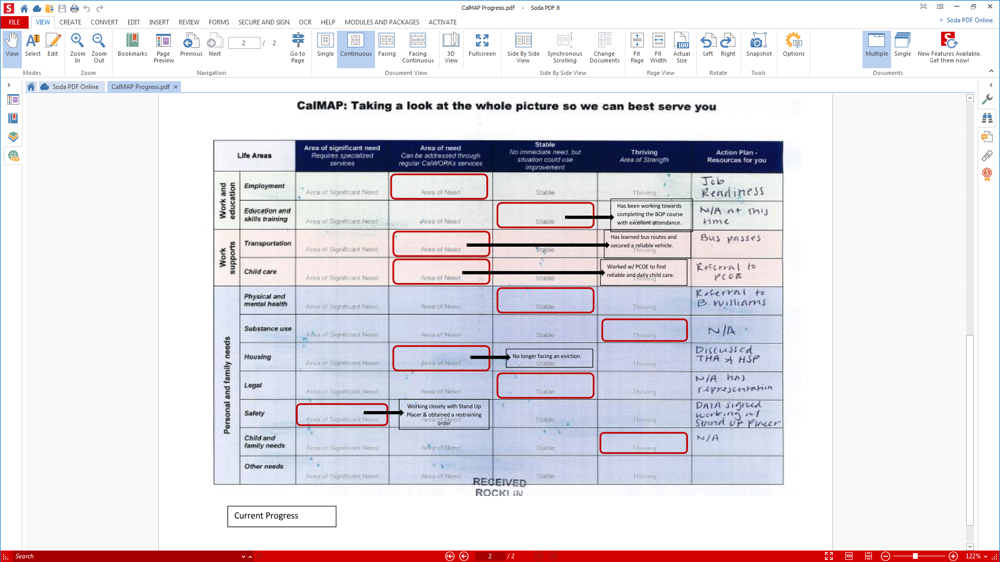 CalMAP Progress.pdf - Soda PDF 8
FILE VIEW CREATE CONVERT EDIT INSERT REVIEW FORMS SECURE AND SIGN OCR HELP MODULES AND PACKAGES ACTIVATE
Soda PDF Online
2 / 2
View Select Edit Zoom In Zoom Out Bookmarks Page Preview Previous Next Go to Page Single Continuous Facing Facing Continuous 3D View Fullscreen Side By Side View Synchronous Scrolling Change Documents Fit Page Fit Width 100 Actual Size Left Right Snapshot Options Multiple Single New Features Available. Get them now!
Modes Zoom Navigation Document View Side By Side View Page View Rotate Tools Documents
Soda PDF Online CalMAP Progress.pdf
CalMAP: Taking a look at the whole picture so we can best serve you
Life Areas
Area of significant need
Requires specialized
services
Area of need
Can be addressed through
regular CalWORKs services
Stable
No immediate need, but
situation could use
improvement
Thriving
Area of Strength
Action Plan -
Resources for you
Work and
education
Employment
Area of Significant Need Area of Need Stable Thriving
Job
Readiness
Education and
skills training
Area of Significant Need Area of Need Stable
Has been working towards
completing the BOP course
with excellent attendance.
N/A at this
time
Work
supports
Transportation
Area of Significant Need Area of Need Stable Thriving
Has learned bus routes and
secured a reliable vehicle.
Bus passes
Child care
Area of Significant Need Area of Need Stable Thriving
Worked w/ PCOE to find
reliable and daily child care.
Referral to
PCOE
Personal and family needs
Physical and
mental health
Area of Significant Need Area of Need Stable Thriving
Referral to
B. Williams
Substance use
Area of Significant Need Area of Need Stable Thriving
N/A
Housing
Area of Significant Need Area of Need Stable Thriving
No longer facing an eviction.
Discussed
THA & HSP
Legal
Area of Significant Need Area of Need Stable Thriving
N/A has
representation
Safety
Area of Significant Need Area of Need Stable Thriving
Working closely with Stand Up
Placer & obtained a restraining
order
DAIA signed
working w/
Stand Up Placer
Child and
family needs
Area of Significant Need Area of Need Stable Thriving
N/A
Other needs
Area of Significant Need Area of Need Stable Thriving
RECEIVED
ROCKLIN
Current Progress
Search 2 / 2 100 122%